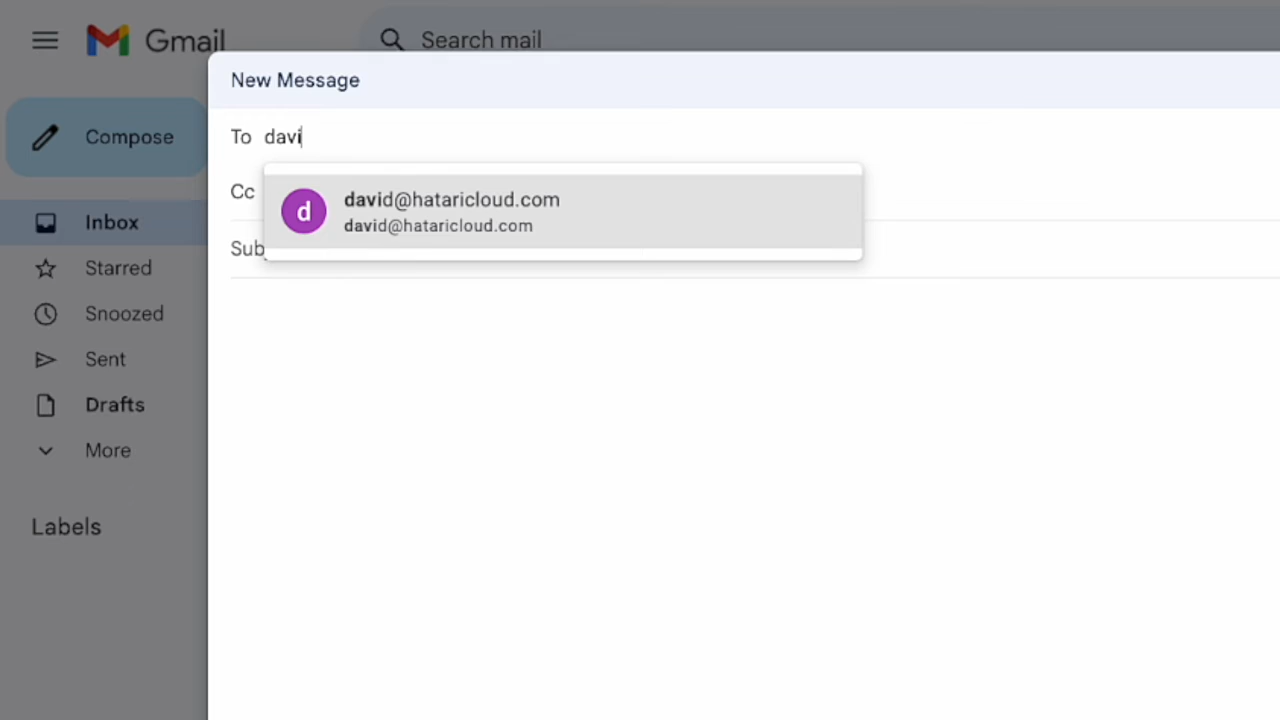 Gmail
Search mail
New Message
Compose
To davi
d
david@hataricloud.com
david@hataricloud.com
Cc
Inbox
Sub
Starred
Snoozed
Sent
Drafts
More
Labels